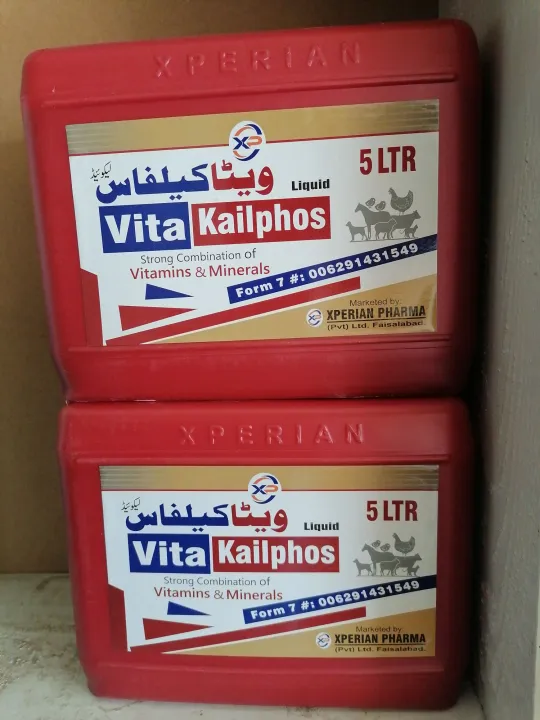 XPERIAN
XP
ویٹا کیلفاس لیکوئیڈ
5 LTR
Liquid
Vita Kailphos
Strong Combination of
Vitamins & Minerals
Form 7 #: 006291431549
Marketed by:
XP XPERIAN PHARMA
(Pvt) Ltd. Faisalabad.
XPERIAN
XP
ویٹا کیلفاس لیکوئیڈ
5 LTR
Liquid
Vita Kailphos
Strong Combination of
Vitamins & Minerals
Form 7 #: 006291431549
Marketed by:
XP XPERIAN PHARMA
(Pvt) Ltd. Faisalabad.